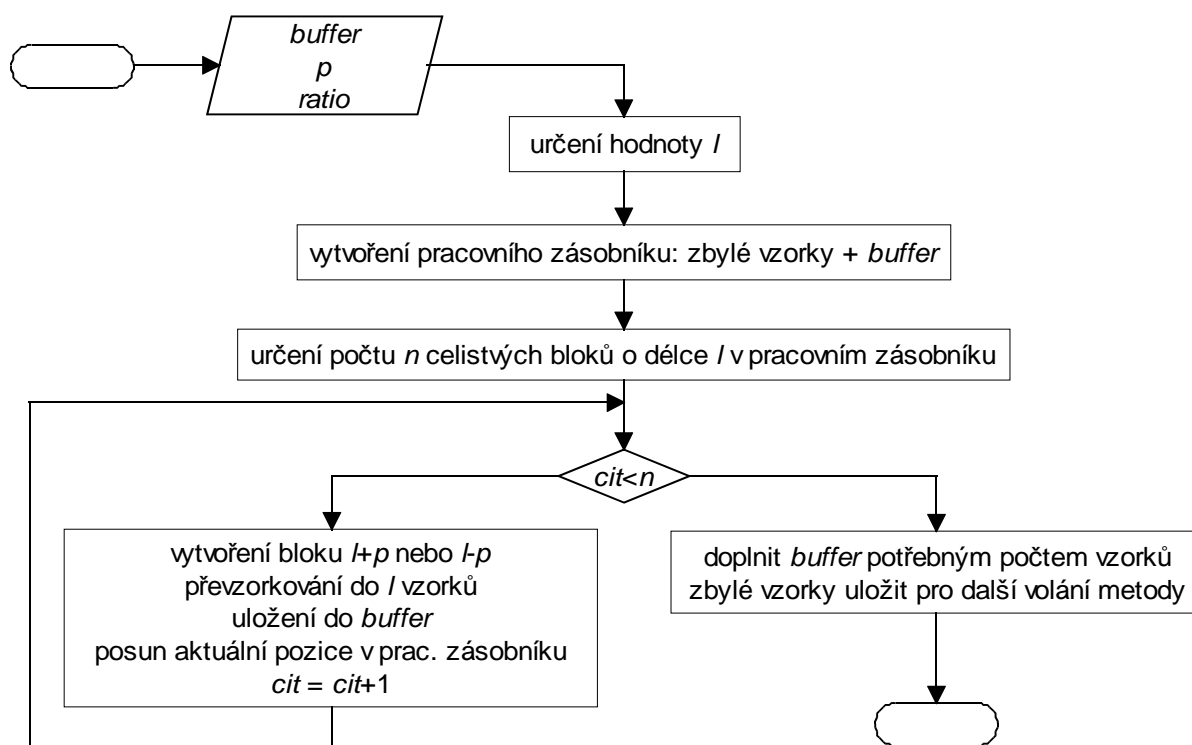 buffer
p
ratio
určení hodnoty l
vytvoření pracovního zásobníku: zbylé vzorky + buffer
určení počtu n celistvých bloků o délce l v pracovním zásobníku
cit<n
vytvoření bloku l+p nebo l-p
převzorkování do l vzorků
uložení do buffer
posun aktuální pozice v prac. zásobníku
cit = cit+1
doplnit buffer potřebným počtem vzorků
zbylé vzorky uložit pro další volání metody